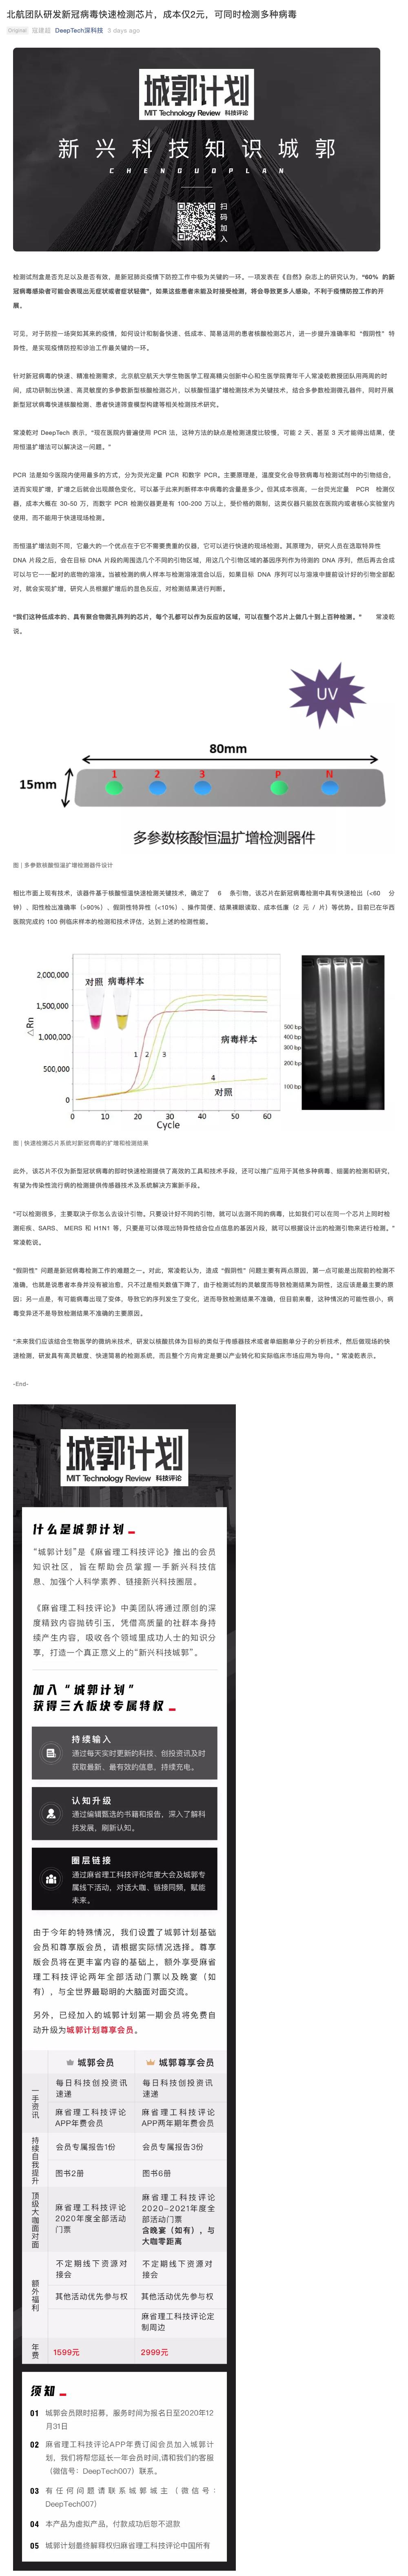 北航团队研发新冠病毒快速检测芯片，成本仅2元，可同时检测多种病毒
Original 寇建超 DeepTech深科技 3 days ago
城郭计划
MIT Technology Review 科技评论
新兴科技知识城郭
CHENGUOPLAN
扫码加入
检测试剂盒是否充足以及是否有效，是新冠肺炎疫情下防控工作中极为关键的一环。一项发表在《自然》杂志上的研究认为，“60% 的新
冠病毒感染者可能会表现出无症状或者症状轻微”，如果这些患者未能及时接受检测，将会导致更多人感染，不利于疫情防控工作的开
展。
可见，对于防控一场突如其来的疫情，如何设计和制备快速、低成本、简易适用的患者核酸检测芯片，进一步提升准确率和 “假阴性” 特
异性，是实现疫情防控和诊治工作最关键的一环。
针对新冠病毒的快速、精准检测需求，北京航空航天大学生物医学工程高精尖创新中心和生医学院青年千人常凌乾教授团队用两周的时
间，成功研制出快速、高灵敏度的多参数新型核酸检测芯片，以核酸恒温扩增检测技术为关键技术，结合多参数检测微孔器件，同时开展
新型冠状病毒快速核酸检测、患者快速筛查模型构建等相关检测技术研究。
常凌乾对 DeepTech 表示，“现在医院内普遍使用 PCR 法，这种方法的缺点是检测速度比较慢，可能 2 天、甚至 3 天才能得出结果，使
用恒温扩增法可以解决这一问题。”
PCR 法是如今医院内使用最多的方式，分为荧光定量 PCR 和数字 PCR。主要原理是，温度变化会导致病毒与检测试剂中的引物结合，
进而实现扩增，扩增之后就会出现颜色变化，可以基于此来判断样本中病毒的含量是多少。但其成本很高，一台荧光定量 PCR 检测仪
器，成本大概在 30-50 万，而数字 PCR 检测仪器更是有 100-200 万以上，受价格的限制，这类仪器只能放在医院内或者核心实验室内
使用，而不能用于快速现场检测。
而恒温扩增法则不同，它最大的一个优点在于它不需要贵重的仪器，它可以进行快速的现场检测。其原理为，研究人员在选取特异性
DNA 片段之后，会在目标 DNA 片段的周围选几个不同的引物区域，用这几个引物区域的基因序列作为待测的 DNA 序列，然后再去合成
可以与它一一配对的底物的溶液。当被检测的病人样本与检测溶液混合以后，如果目标 DNA 序列可以与溶液中提前设计好的引物全部配
对，就会实现扩增，研究人员根据扩增后的显色反应，对检测结果进行判断。
“我们这种低成本的、具有聚合物微孔阵列的芯片，每个孔都可以作为反应的区域，可以在整个芯片上做几十到上百种检测。” 常凌乾
说。
UV
80mm
15mm
1 2 3 P N
多参数核酸恒温扩增检测器件
图 | 多参数核酸恒温扩增检测器件设计
相比市面上现有技术，该器件基于核酸恒温快速检测关键技术，确定了 6 条引物，该芯片在新冠病毒检测中具有快速检出（<60 分
钟）、阳性检出准确率（>90%）、假阴性特异性（<10%）、操作简便、结果裸眼读取、成本低廉（2 元 / 片）等优势。目前已在华西
医院完成约 100 例临床样本的检测和技术评估，达到上述的检测性能。
△Rn
2,000,000
1,500,000
1,000,000
500,000
0
对照 病毒样本
病毒样本
1 2 3
4
对照
0 10 20 30 40 50 60
Cycle
500 bp
400 bp
300 bp
200 bp
100 bp
图 | 快速检测芯片系统对新冠病毒的扩增和检测结果
此外，该芯片不仅为新型冠状病毒的即时快速检测提供了高效的工具和技术手段，还可以推广应用于其他多种病毒、细菌的检测和研究，
有望为传染性流行病的检测提供传感器技术及系统解决方案新手段。
“可以检测很多，主要取决于你怎么去设计引物。只要设计好不同的引物，就可以去测不同的病毒，比如我们可以在同一个芯片上同时检
测疟疾、SARS、 MERS 和 H1N1 等，只要是可以体现出特异性结合位点信息的基因片段，就可以根据设计出的检测引物来进行检测。”
常凌乾说。
“假阴性” 问题是新冠病毒检测工作的难题之一。对此，常凌乾认为，造成 “假阴性” 问题主要有两点原因，第一点可能是出院前的检测不
准确，也就是说患者本身并没有被治愈，只不过是相关数值下降了，由于检测试剂的灵敏度而导致检测结果为阴性，这应该是最主要的原
因；另一点是，有可能病毒出现了变体，导致它的序列发生了变化，进而导致检测结果不准确，但目前来看，这种情况的可能性很小，病
毒变异还不是导致检测结果不准确的主要原因。
“未来我们应该结合生物医学的微纳米技术，研发以核酸抗体为目标的类似于传感器技术或者单细胞单分子的分析技术，然后做现场的快
速检测，研发具有高灵敏度、快速简易的检测系统，而且整个方向肯定是要以产业转化和实际临床市场应用为导向。” 常凌乾表示。
-End-
城郭计划
MIT Technology Review 科技评论
什么是城郭计划
“城郭计划”是《麻省理工科技评论》推出的会员
知识社区，旨在帮助会员掌握一手新兴科技信
息、加强个人科学素养、链接新兴科技圈层。
《麻省理工科技评论》中美团队将通过原创的深
度精致内容抛砖引玉，凭借高质量的社群本身持
续产生内容，吸收各个领域里成功人士的知识分
享，打造一个真正意义上的“新兴科技城郭”。
加入“城郭计划”
获得三大板块专属特权
持续输入
通过每天实时更新的科技、创投资讯及时
获取最新、最有效的信息，持续充电。
认知升级
通过编辑甄选的书籍和报告，深入了解科
技发展，刷新认知。
圈层链接
通过麻省理工科技评论年度大会及城郭专
属线下活动，对话大咖、链接同频，赋能
未来。
由于今年的特殊情况，我们设置了城郭计划基础
会员和尊享版会员，请根据实际情况选择。尊享
版会员将在更丰富内容的基础上，额外享受麻省
理工科技评论两年全部活动门票以及晚宴（如
有），与全世界最聪明的大脑面对面交流。
另外，已经加入的城郭计划第一期会员将免费自
动升级为城郭计划尊享会员。
城郭会员 城郭尊享会员
一手资讯
每日科技创投资讯速递 每日科技创投资讯速递
麻省理工科技评论APP年费会员 麻省理工科技评论APP两年期年费会员
持续自我提升
会员专属报告1份 会员专属报告3份
图书2册 图书6册
顶级大咖面对面
麻省理工科技评论2020年度全部活动门票 麻省理工科技评论2020-2021年度全部活动门票含晚宴（如有），与大咖零距离
额外福利
不定期线下资源对接会 不定期线下资源对接会
其他活动优先参与权 其他活动优先参与权
麻省理工科技评论定制周边
年费 1599元 2999元
须知
01 城郭会员限时招募，服务时间为报名日至2020年12
月31日
02 麻省理工科技评论APP年费订阅会员加入城郭计
划，我们将帮您延长一年会员时间,请和我们的客服
（微信号：DeepTech007）联系。
03 有任何问题请联系城郭城主（微信号：
DeepTech007）
04 本产品为虚拟产品，付款成功后恕不退款
05 城郭计划最终解释权归麻省理工科技评论中国所有